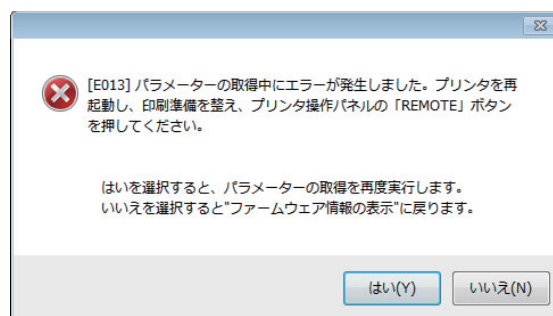 [E013] パラメーターの取得中にエラーが発生しました。プリンタを再
起動し、印刷準備を整え、プリンタ操作パネルの「REMOTE」ボタン
を押してください。
はいを選択すると、パラメーターの取得を再度実行します。
いいえを選択すると"ファームウェア情報の表示"に戻ります。
はい(Y) いいえ(N)